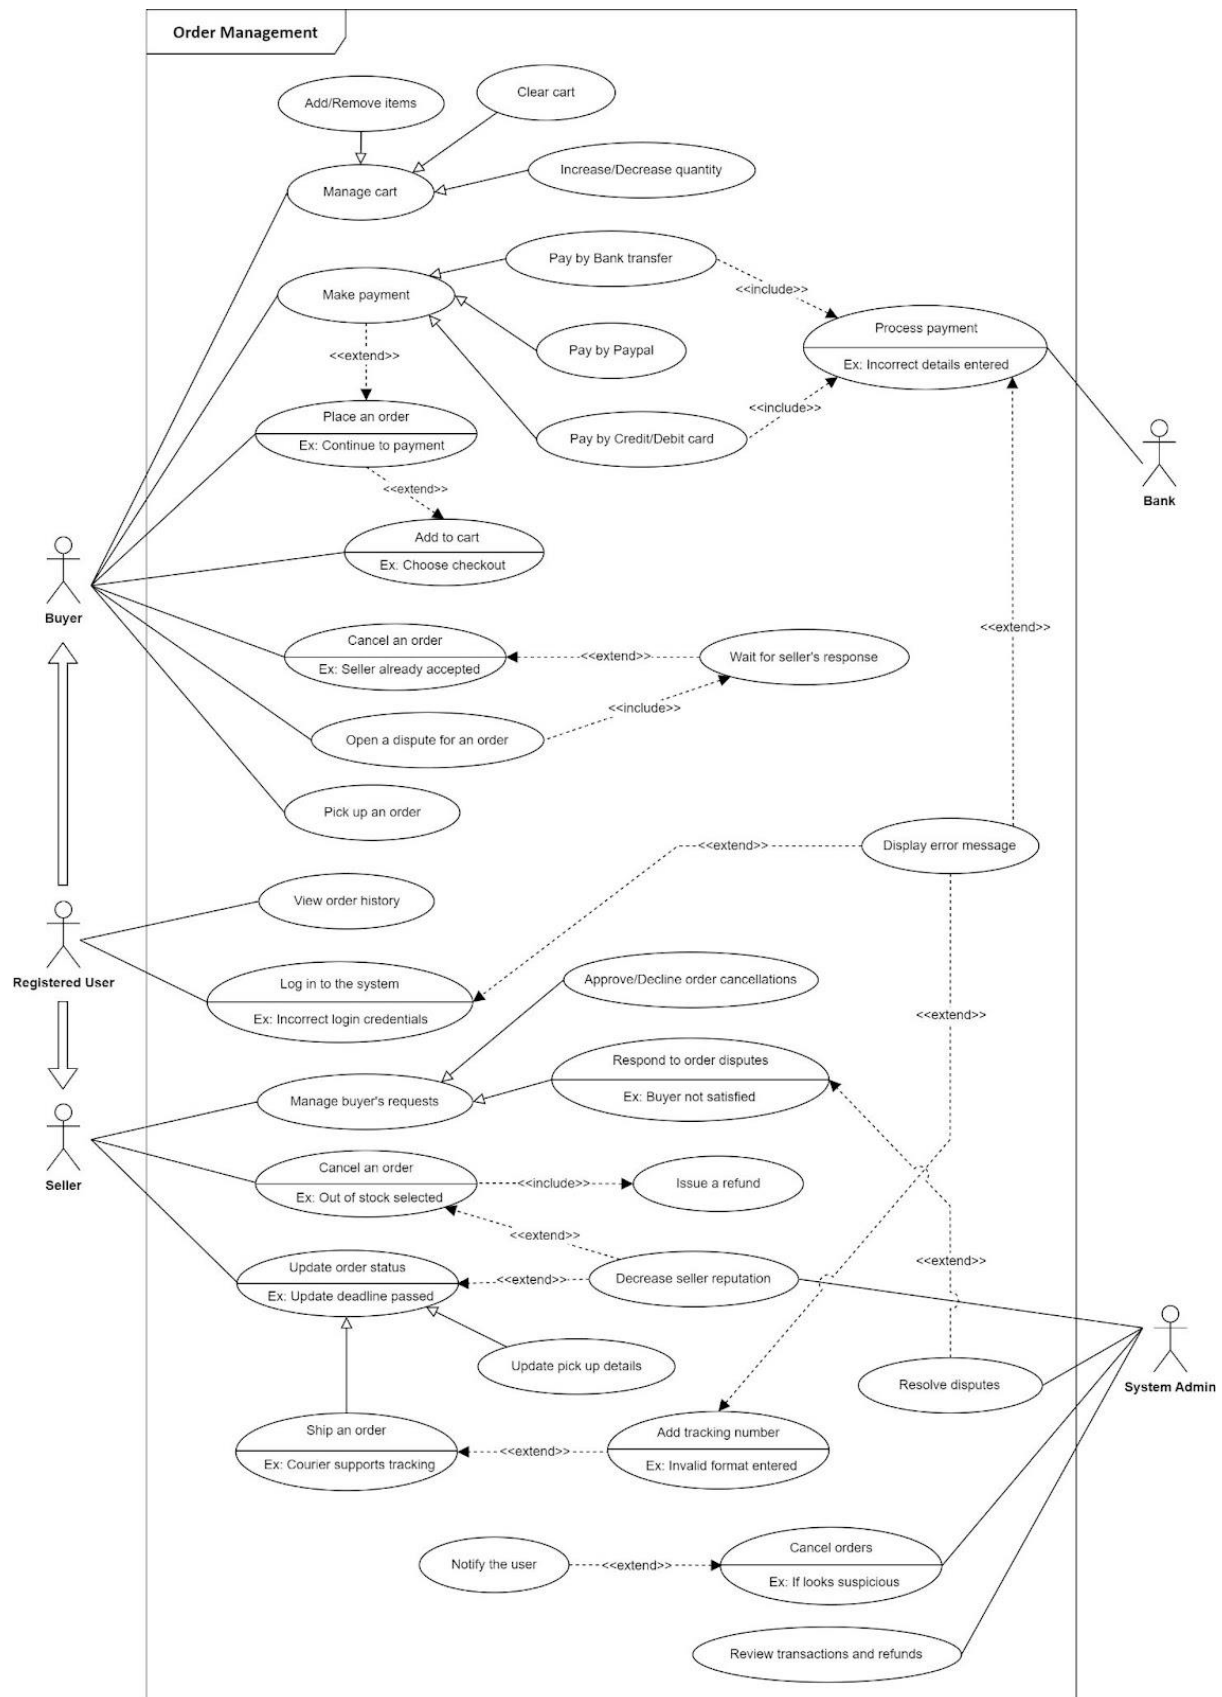 Order Management
Clear cart
Add/Remove items
Increase/Decrease quantity
Manage cart
Pay by Bank transfer
<<include>>
Make payment
Process payment
Ex: Incorrect details entered
<<extend>>
Pay by Paypal
<<include>>
Place an order
Ex: Continue to payment
Pay by Credit/Debit card
<<extend>>
Bank
Add to cart
Ex: Choose checkout
Buyer
<<extend>>
Cancel an order
Ex: Seller already accepted
<<extend>>
Wait for seller's response
<<include>>
Open a dispute for an order
Pick up an order
<<extend>>
Display error message
View order history
Registered User
Log in to the system
Ex: Incorrect login credentials
Approve/Decline order cancellations
<<extend>>
Respond to order disputes
Ex: Buyer not satisfied
Manage buyer's requests
Seller
Cancel an order
Ex: Out of stock selected
<<include>>
Issue a refund
<<extend>>
<<extend>>
Update order status
Ex: Update deadline passed
<<extend>>
Decrease seller reputation
Update pick up details
Resolve disputes
System Admin
Ship an order
Ex: Courier supports tracking
<<extend>>
Add tracking number
Ex: Invalid format entered
Notify the user
<<extend>>
Cancel orders
Ex: If looks suspicious
Review transactions and refunds